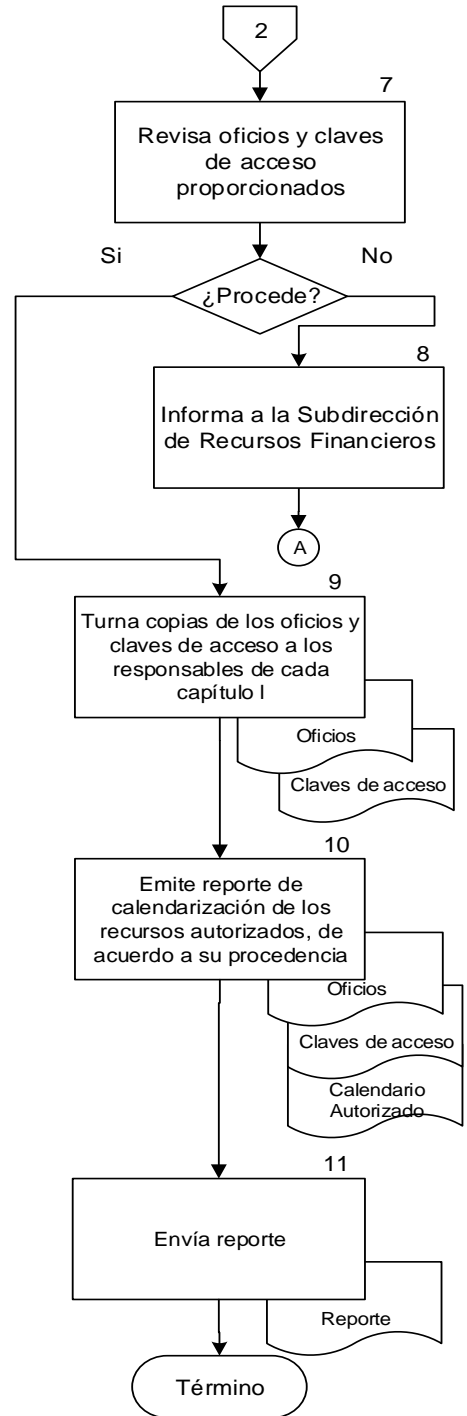 2
7
Revisa oficios y claves
de acceso
proporcionados
Si
No
¿Procede?
8
Informa a la Subdirección
de Recursos Financieros
A
9
Turna copias de los oficios y
claves de acceso a los
responsables de cada
capítulo l
Oficios
Claves de acceso
10
Emite reporte de
calendarización de los
recursos autorizados, de
acuerdo a su procedencia
Oficios
Claves de acceso
Calendario
Autorizado
11
Envía reporte
Reporte
Término